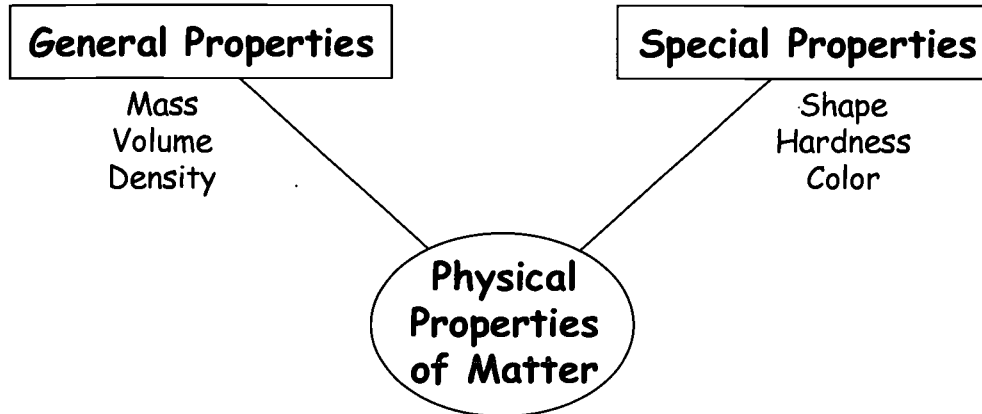 General Properties
Mass
Volume
Density
Special Properties
Shape
Hardness
Color
Physical
Properties
of Matter